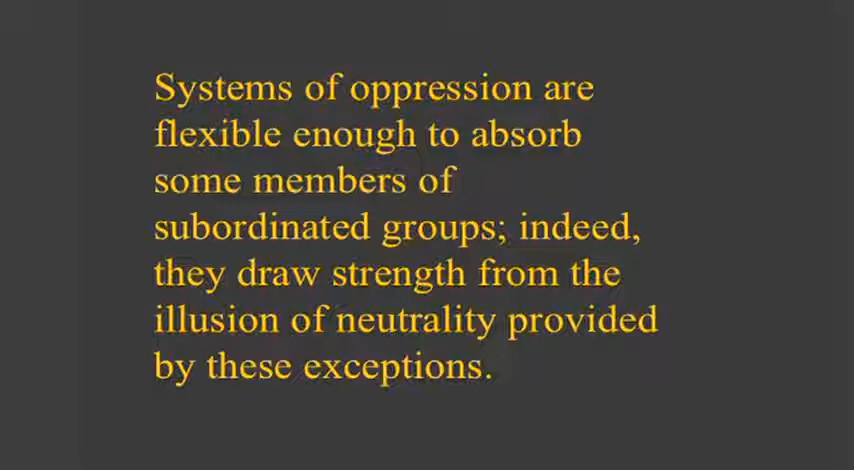 Systems of oppression are
flexible enough to absorb
some members of
subordinated groups; indeed,
they draw strength from the
illusion of neutrality provided
by these exceptions.